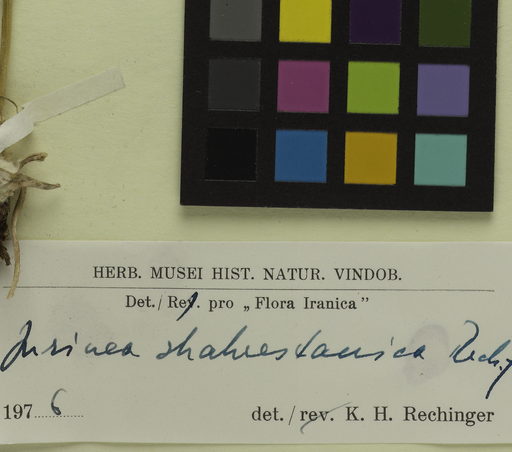 HERB. MUSEI HIST. NATUR. VINDOB.
Det./Rev. pro „Flora Iranica”
Jurinea shahrestanica Rech.f
1976 det./rev. K. H. Rechinger